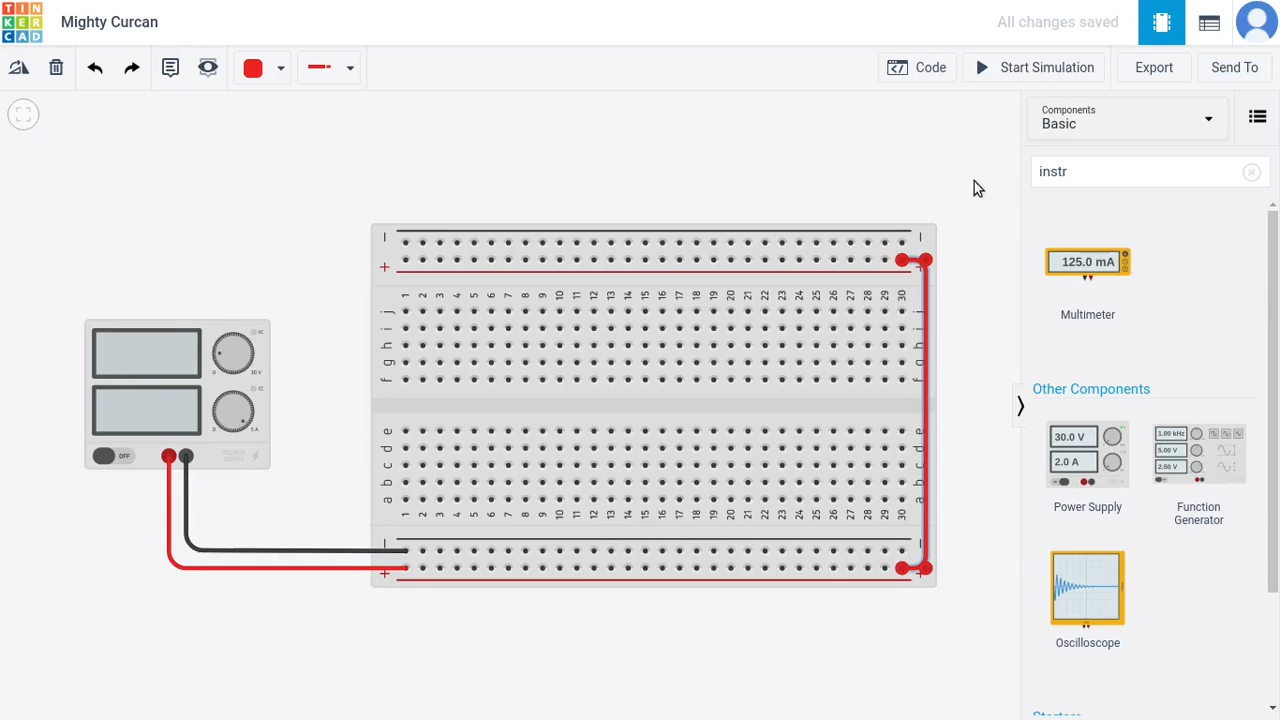 TIN
KER
CAD
Mighty Curcan
All changes saved
Code
Start Simulation
Export
Send To
Components
Basic
instr
125.0 mA
Multimeter
Other Components
30.0 V
2.0 A
Power Supply
1.00 kHz
5.00 V
2.50 V
Function
Generator
Oscilloscope
Starters
1 2 3 4 5 6 7 8 9 10 11 12 13 14 15 16 17 18 19 20 21 22 23 24 25 26 27 28 29 30
j j
i i
h h
g g
f f
e e
d d
c c
b b
a a
1 2 3 4 5 6 7 8 9 10 11 12 13 14 15 16 17 18 19 20 21 22 23 24 25 26 27 28 29 30
30 V
5 A
OFF
VOLTAGE
SUPPLY